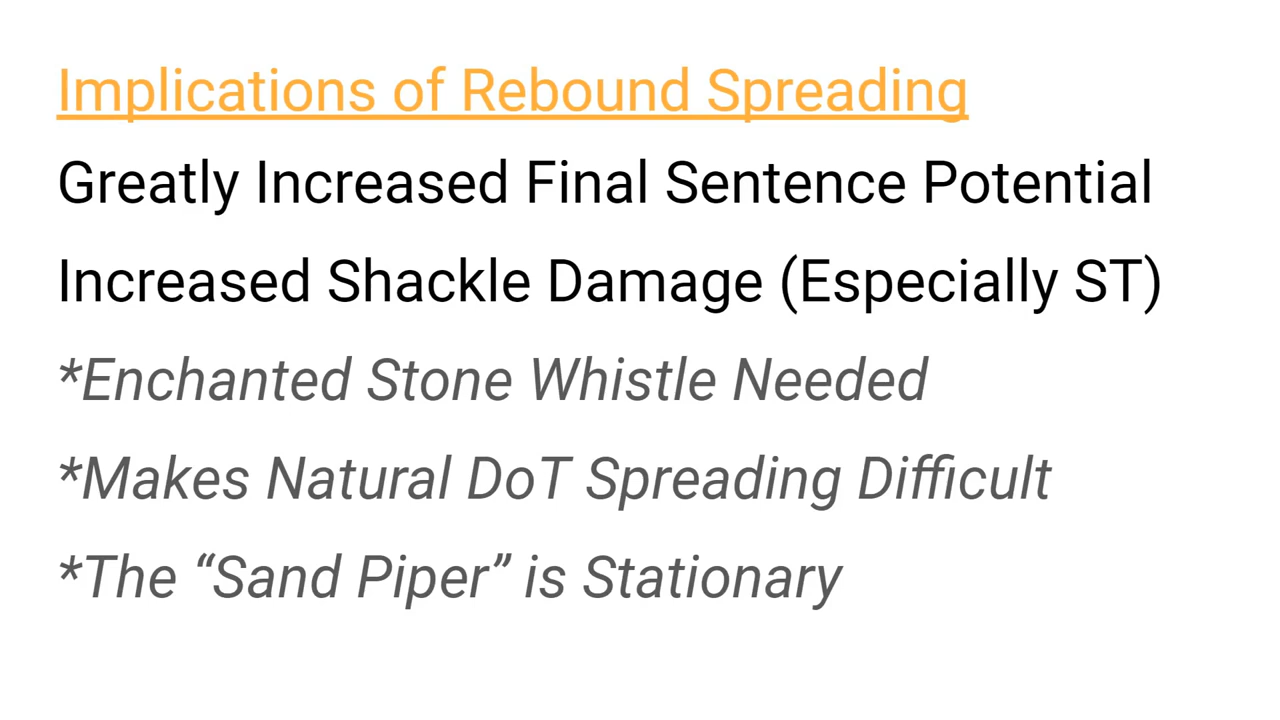 Implications of Rebound Spreading
Greatly Increased Final Sentence Potential
Increased Shackle Damage (Especially ST)
*Enchanted Stone Whistle Needed
*Makes Natural DoT Spreading Difficult
*The “Sand Piper” is Stationary